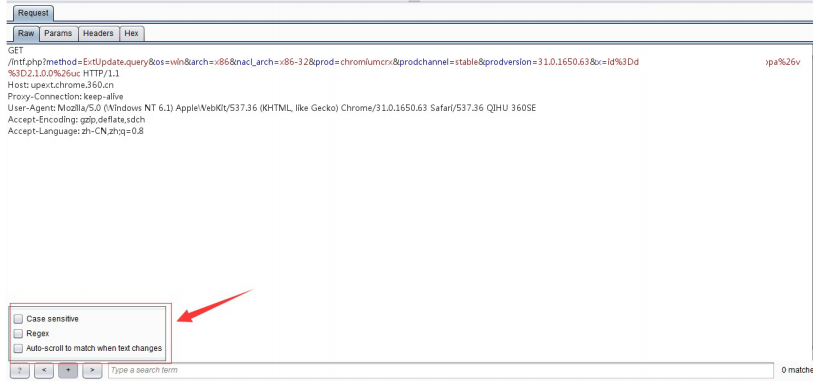 Request
Raw Params Headers Hex
GET
/intf.php?method=ExtUpdate.query&os=win&arch=x86&nacl_arch=x86-32&prod=chromiumcrx&prodchannel=stable&prodversion=31.0.1650.63&x=id%3Dd pa%26v
%3D2.1.0.0%26uc HTTP/1.1
Host: upext.chrome.360.cn
Proxy-Connection: keep-alive
User-Agent: Mozilla/5.0 (Windows NT 6.1) AppleWebKit/537.36 (KHTML, like Gecko) Chrome/31.0.1650.63 Safari/537.36 QIHU 360SE
Accept-Encoding: gzip,deflate,sdch
Accept-Language: zh-CN,zh;q=0.8
Case sensitive
Regex
Auto-scroll to match when text changes
? < + > Type a search term 0 matche